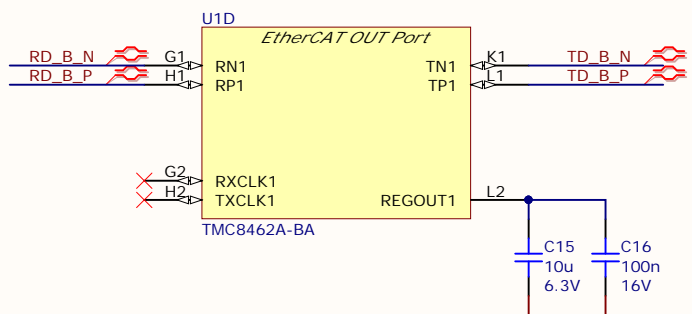 U1D
EtherCAT OUT Port
RD_B_N G1 RN1 TN1 K1 TD_B_N
RD_B_P H1 RP1 TP1 L1 TD_B_P
G2 RXCLK1
H2 TXCLK1 REGOUT1 L2
TMC8462A-BA
C15 C16
10u 100n
6.3V 16V